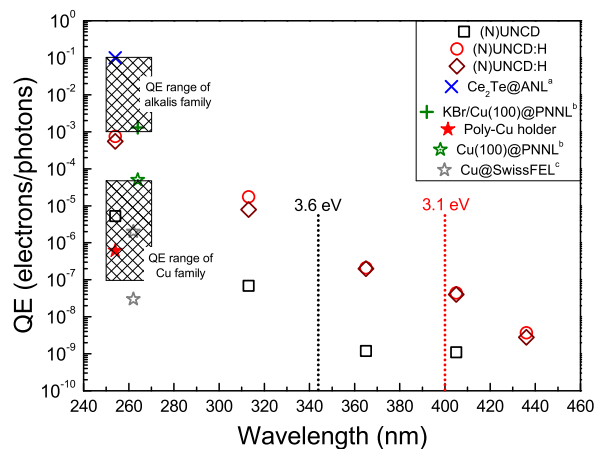 QE (electrons/photons)
10^0
10^-1
10^-2
10^-3
10^-4
10^-5
10^-6
10^-7
10^-8
10^-9
10^-10
QE range of
alkalis family
QE range of
Cu family
3.6 eV
3.1 eV
(N)UNCD
(N)UNCD:H
(N)UNCD:H
Ce₂Te@ANLᵃ
KBr/Cu(100)@PNNLᵇ
Poly-Cu holder
Cu(100)@PNNLᵇ
Cu@SwissFELᶜ
240 260 280 300 320 340 360 380 400 420 440 460
Wavelength (nm)